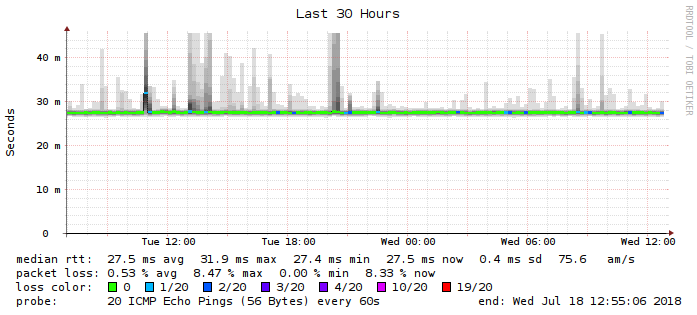 Last 30 Hours
RRDTOOL / TOBI OETIKER
Seconds
40 m
30 m
20 m
10 m
0
Tue 12:00 Tue 18:00 Wed 00:00 Wed 06:00 Wed 12:00
median rtt: 27.5 ms avg 31.9 ms max 27.4 ms min 27.5 ms now 0.4 ms sd 75.6 am/s
packet loss: 0.53 % avg 8.47 % max 0.00 % min 8.33 % now
loss color: 0 1/20 2/20 3/20 4/20 10/20 19/20
probe: 20 ICMP Echo Pings (56 Bytes) every 60s end: Wed Jul 18 12:55:06 2018